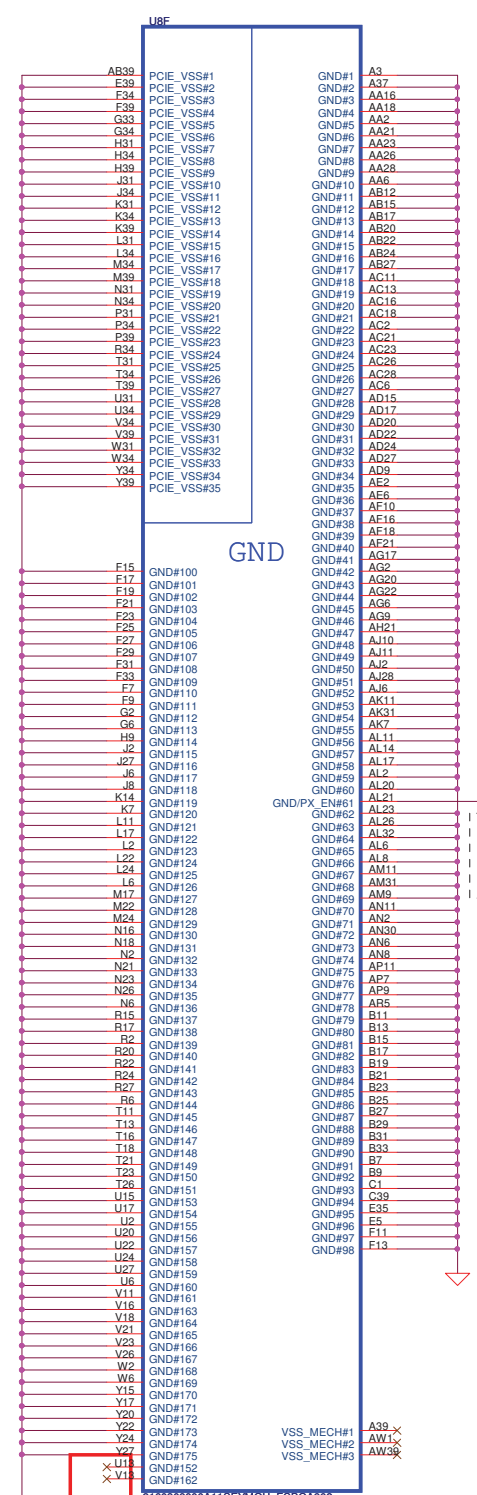 U8F
AB39 PCIE_VSS#1
E39 PCIE_VSS#2
F34 PCIE_VSS#3
F39 PCIE_VSS#4
G33 PCIE_VSS#5
G34 PCIE_VSS#6
H31 PCIE_VSS#7
H34 PCIE_VSS#8
H39 PCIE_VSS#9
J31 PCIE_VSS#10
J34 PCIE_VSS#11
K31 PCIE_VSS#12
K34 PCIE_VSS#13
K39 PCIE_VSS#14
L31 PCIE_VSS#15
L34 PCIE_VSS#16
M34 PCIE_VSS#17
M39 PCIE_VSS#18
N31 PCIE_VSS#19
N34 PCIE_VSS#20
P31 PCIE_VSS#21
P34 PCIE_VSS#22
P39 PCIE_VSS#23
R34 PCIE_VSS#24
T31 PCIE_VSS#25
T34 PCIE_VSS#26
T39 PCIE_VSS#27
U31 PCIE_VSS#28
U34 PCIE_VSS#29
V34 PCIE_VSS#30
V39 PCIE_VSS#31
W31 PCIE_VSS#32
W34 PCIE_VSS#33
Y34 PCIE_VSS#34
Y39 PCIE_VSS#35
GND
F15 GND#100
F17 GND#101
F19 GND#102
F21 GND#103
F23 GND#104
F25 GND#105
F27 GND#106
F29 GND#107
F31 GND#108
F33 GND#109
F7 GND#110
F9 GND#111
G2 GND#112
G6 GND#113
H9 GND#114
J2 GND#115
J27 GND#116
J6 GND#117
J8 GND#118
K14 GND#119
K7 GND#120
L11 GND#121
L17 GND#122
L2 GND#123
L22 GND#124
L24 GND#125
L6 GND#126
M17 GND#127
M22 GND#128
M24 GND#129
N16 GND#130
N18 GND#131
N2 GND#132
N21 GND#133
N23 GND#134
N26 GND#135
N6 GND#136
R15 GND#137
R17 GND#138
R2 GND#139
R20 GND#140
R22 GND#141
R24 GND#142
R27 GND#143
R6 GND#144
T11 GND#145
T13 GND#146
T16 GND#147
T18 GND#148
T21 GND#149
T23 GND#150
T26 GND#151
U15 GND#153
U17 GND#154
U2 GND#155
U20 GND#156
U22 GND#157
U24 GND#158
U27 GND#159
U6 GND#160
V11 GND#161
V16 GND#163
V18 GND#164
V21 GND#165
V23 GND#166
V26 GND#167
W2 GND#168
W6 GND#169
Y15 GND#170
Y17 GND#171
Y20 GND#172
Y22 GND#173
Y24 GND#174
Y27 GND#175
U13 GND#152
V13 GND#162
GND#1 A3
GND#2 A37
GND#3 AA16
GND#4 AA18
GND#5 AA2
GND#6 AA21
GND#7 AA23
GND#8 AA26
GND#9 AA28
GND#10 AA6
GND#11 AB12
GND#12 AB15
GND#13 AB17
GND#14 AB20
GND#15 AB22
GND#16 AB24
GND#17 AB27
GND#18 AC11
GND#19 AC13
GND#20 AC16
GND#21 AC18
GND#22 AC2
GND#23 AC21
GND#24 AC23
GND#25 AC26
GND#26 AC28
GND#27 AC6
GND#28 AD15
GND#29 AD17
GND#30 AD20
GND#31 AD22
GND#32 AD24
GND#33 AD27
GND#34 AD9
GND#35 AE2
GND#36 AE6
GND#37 AF10
GND#38 AF16
GND#39 AF18
GND#40 AF21
GND#41 AG17
GND#42 AG2
GND#43 AG20
GND#44 AG22
GND#45 AG6
GND#46 AG9
GND#47 AH21
GND#48 AJ10
GND#49 AJ11
GND#50 AJ2
GND#51 AJ28
GND#52 AJ6
GND#53 AK11
GND#54 AK31
GND#55 AK7
GND#56 AL11
GND#57 AL14
GND#58 AL17
GND#59 AL2
GND#60 AL20
GND/PX_EN#61 AL21
GND#62 AL23
GND#63 AL26
GND#64 AL32
GND#65 AL6
GND#66 AL8
GND#67 AM11
GND#68 AM31
GND#69 AM9
GND#70 AN11
GND#71 AN2
GND#72 AN30
GND#73 AN6
GND#74 AN8
GND#75 AP11
GND#76 AP7
GND#77 AP9
GND#78 AR5
GND#79 B11
GND#80 B13
GND#81 B15
GND#82 B17
GND#83 B19
GND#84 B21
GND#85 B23
GND#86 B25
GND#87 B27
GND#88 B29
GND#89 B31
GND#90 B33
GND#91 B7
GND#92 B9
GND#93 C1
GND#94 C39
GND#95 E35
GND#96 E5
GND#97 F11
GND#98 F13
VSS_MECH#1 A39
VSS_MECH#2 AW1
VSS_MECH#3 AW39